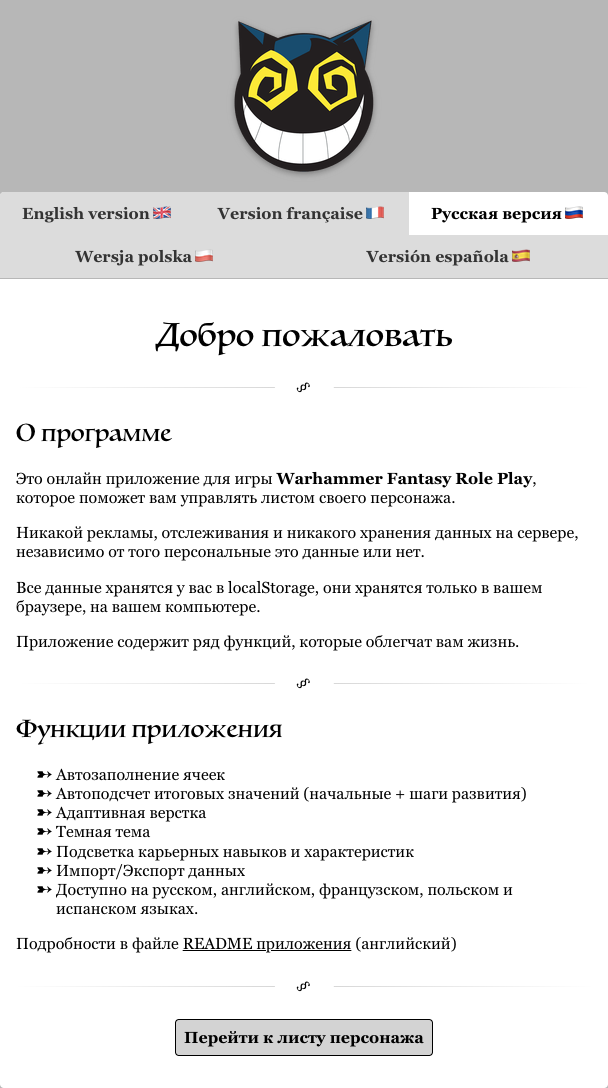 English version
Version française
Русская версия
Wersja polska
Versión española
Добро пожаловать
О программе
Это онлайн приложение для игры Warhammer Fantasy Role Play,
которое поможет вам управлять листом своего персонажа.
Никакой рекламы, отслеживания и никакого хранения данных на сервере,
независимо от того персональные это данные или нет.
Все данные хранятся у вас в localStorage, они хранятся только в вашем
браузере, на вашем компьютере.
Приложение содержит ряд функций, которые облегчат вам жизнь.
Функции приложения
Автозаполнение ячеек
Автоподсчет итоговых значений (начальные + шаги развития)
Адаптивная верстка
Темная тема
Подсветка карьерных навыков и характеристик
Импорт/Экспорт данных
Доступно на русском, английском, французском, польском и
испанском языках.
Подробности в файле README приложения (английский)
Перейти к листу персонажа